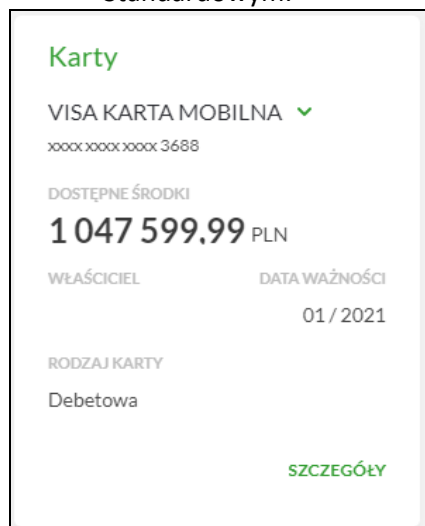 Karty
VISA KARTA MOBILNA
xxxx xxxx xxxx 3688
DOSTĘPNE ŚRODKI
1 047 599,99 PLN
WŁAŚCICIEL DATA WAŻNOŚCI
01 / 2021
RODZAJ KARTY
Debetowa
SZCZEGÓŁY